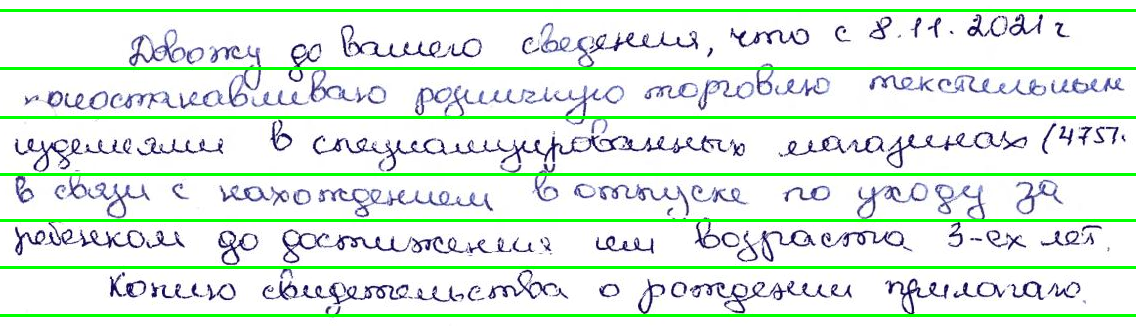 Довожу до вашего сведения, что с 8.11.2021г
приостанавливаю розничную торговлю текстильными
изделиями в специализированных магазинах (4751.
в связи с нахождением в отпуске по уходу за
ребенком до достижения им возраста 3-ех лет.
Копию свидетельства о рождении прилагаю.